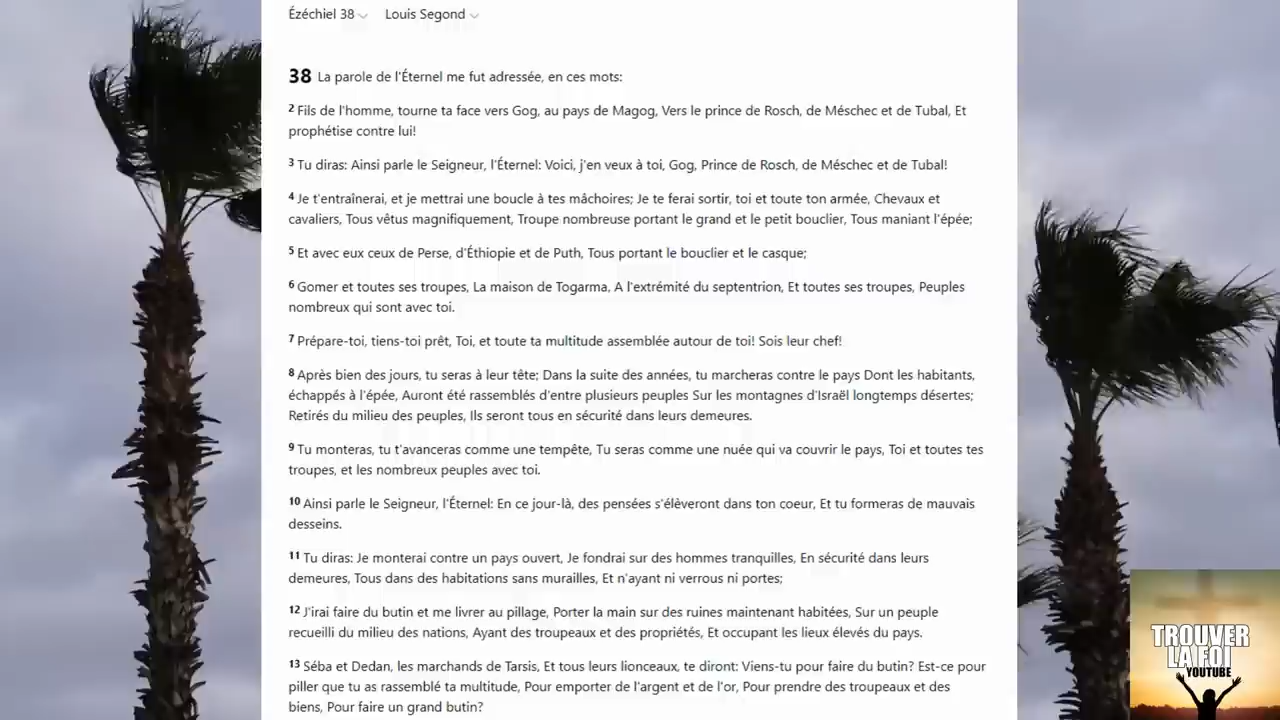 Ézéchiel 38 Louis Segond
38 La parole de l'Éternel me fut adressée, en ces mots:
2 Fils de l'homme, tourne ta face vers Gog, au pays de Magog, Vers le prince de Rosch, de Méschec et de Tubal, Et
prophétise contre lui!
3 Tu diras: Ainsi parle le Seigneur, l'Éternel: Voici, j'en veux à toi, Gog, Prince de Rosch, de Méschec et de Tubal!
4 Je t'entraînerai, et je mettrai une boucle à tes mâchoires; Je te ferai sortir, toi et toute ton armée, Chevaux et
cavaliers, Tous vêtus magnifiquement, Troupe nombreuse portant le grand et le petit bouclier, Tous maniant l'épée;
5 Et avec eux ceux de Perse, d'Éthiopie et de Puth, Tous portant le bouclier et le casque;
6 Gomer et toutes ses troupes, La maison de Togarma, A l'extrémité du septentrion, Et toutes ses troupes, Peuples
nombreux qui sont avec toi.
7 Prépare-toi, tiens-toi prêt, Toi, et toute ta multitude assemblée autour de toi! Sois leur chef!
8 Après bien des jours, tu seras à leur tête; Dans la suite des années, tu marcheras contre le pays Dont les habitants,
échappés à l'épée, Auront été rassemblés d'entre plusieurs peuples Sur les montagnes d'Israël longtemps désertes;
Retirés du milieu des peuples, Ils seront tous en sécurité dans leurs demeures.
9 Tu monteras, tu t'avanceras comme une tempête, Tu seras comme une nuée qui va couvrir le pays, Toi et toutes tes
troupes, et les nombreux peuples avec toi.
10 Ainsi parle le Seigneur, l'Éternel: En ce jour-là, des pensées s'élèveront dans ton coeur, Et tu formeras de mauvais
desseins.
11 Tu diras: Je monterai contre un pays ouvert, Je fondrai sur des hommes tranquilles, En sécurité dans leurs
demeures, Tous dans des habitations sans murailles, Et n'ayant ni verrous ni portes;
12 J'irai faire du butin et me livrer au pillage, Porter la main sur des ruines maintenant habitées, Sur un peuple
recueilli du milieu des nations, Ayant des troupeaux et des propriétés, Et occupant les lieux élevés du pays.
13 Séba et Dedan, les marchands de Tarsis, Et tous leurs lionceaux, te diront: Viens-tu pour faire du butin? Est-ce pour
piller que tu as rassemblé ta multitude, Pour emporter de l'argent et de l'or, Pour prendre des troupeaux et des
biens, Pour faire un grand butin?
TROUVER
LA FOI
YOUTUBE